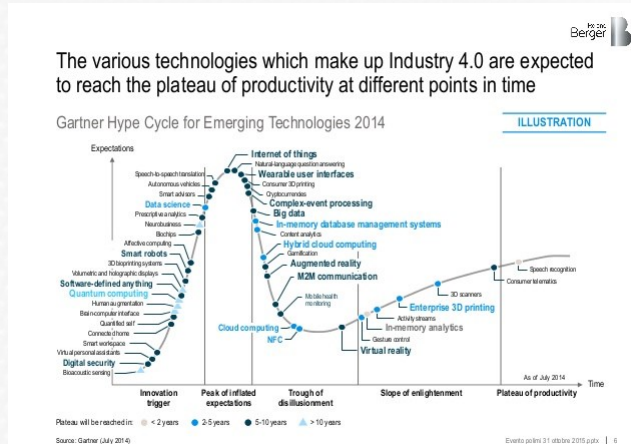 Roland
Berger
The various technologies which make up Industry 4.0 are expected
to reach the plateau of productivity at different points in time
Gartner Hype Cycle for Emerging Technologies 2014
ILLUSTRATION
Expectations
Internet of things
Natural-language question answering
Wearable user interfaces
Consumer 3D printing
Cryptocurrencies
Complex-event processing
Big data
In-memory database management systems
Content analytics
Hybrid cloud computing
Gamification
Augmented reality
M2M communication
Mobile health
monitoring
Speech-to-speech translation
Autonomous vehicles
Smart advisors
Data science
Prescriptive analytics
Neurobusiness
Biochips
Affective computing
Smart robots
3D bioprinting systems
Volumetric and holographic displays
Software-defined anything
Quantum computing
Human augmentation
Brain-computer interface
Quantified self
Connected home
Smart workspace
Virtual personal assistants
Digital security
Bioacoustic sensing
Cloud computing
NFC
Speech recognition
Consumer telematics
3D scanners
Enterprise 3D printing
Activity streams
In-memory analytics
Gesture control
Virtual reality
As of July 2014
Time
Innovation
trigger
Peak of inflated
expectations
Trough of
disillusionment
Slope of enlightenment
Plateau of productivity
Plateau will be reached in: < 2 years 2-5 years 5-10 years > 10 years
Source: Gartner (July 2014)
Evento polimi 31 ottobre 2015.pptx | 6